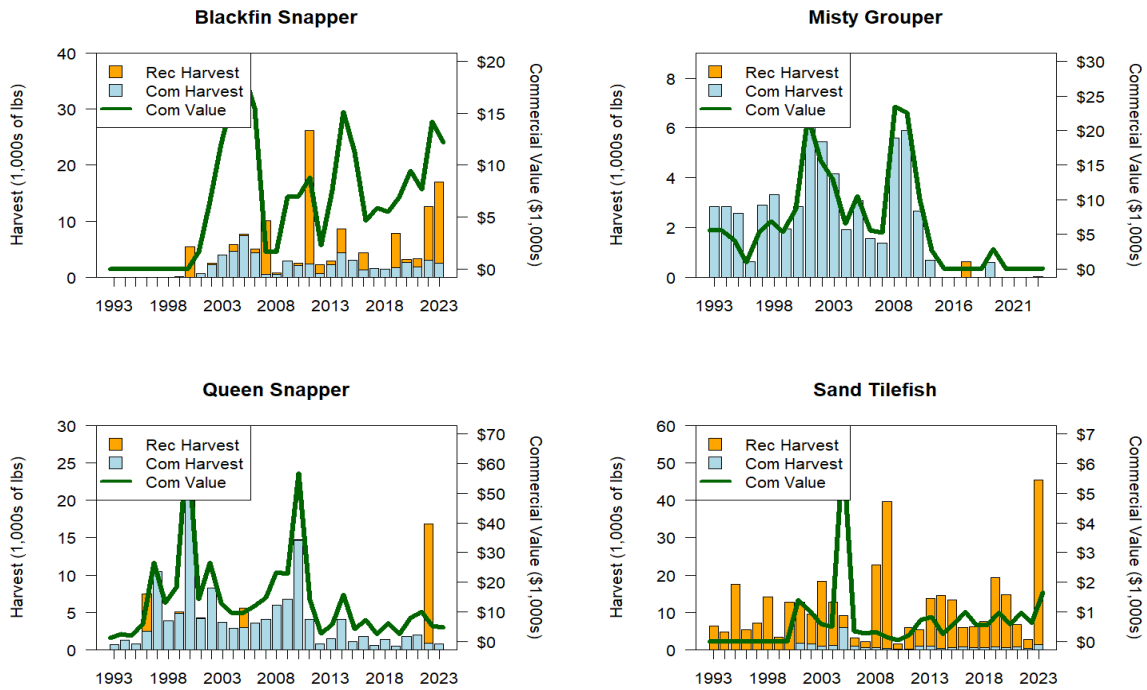 Blackfin Snapper
Harvest (1,000s of lbs)
40
30
20
10
0
Rec Harvest
Com Harvest
Com Value
$20
$15
$10
$5
$0
Commercial Value ($1,000s)
1993 1998 2003 2008 2013 2018 2023
Misty Grouper
Harvest (1,000s of lbs)
8
6
4
2
0
Rec Harvest
Com Harvest
Com Value
$30
$25
$20
$15
$10
$5
$0
Commercial Value ($1,000s)
1993 1998 2003 2008 2016 2021
Queen Snapper
Harvest (1,000s of lbs)
30
25
20
15
10
5
0
Rec Harvest
Com Harvest
Com Value
$70
$60
$50
$40
$30
$20
$10
$0
Commercial Value ($1,000s)
1993 1998 2003 2008 2013 2018 2023
Sand Tilefish
Harvest (1,000s of lbs)
60
50
40
30
20
10
0
Rec Harvest
Com Harvest
Com Value
$7
$6
$5
$4
$3
$2
$1
$0
Commercial Value ($1,000s)
1993 1998 2003 2008 2013 2018 2023